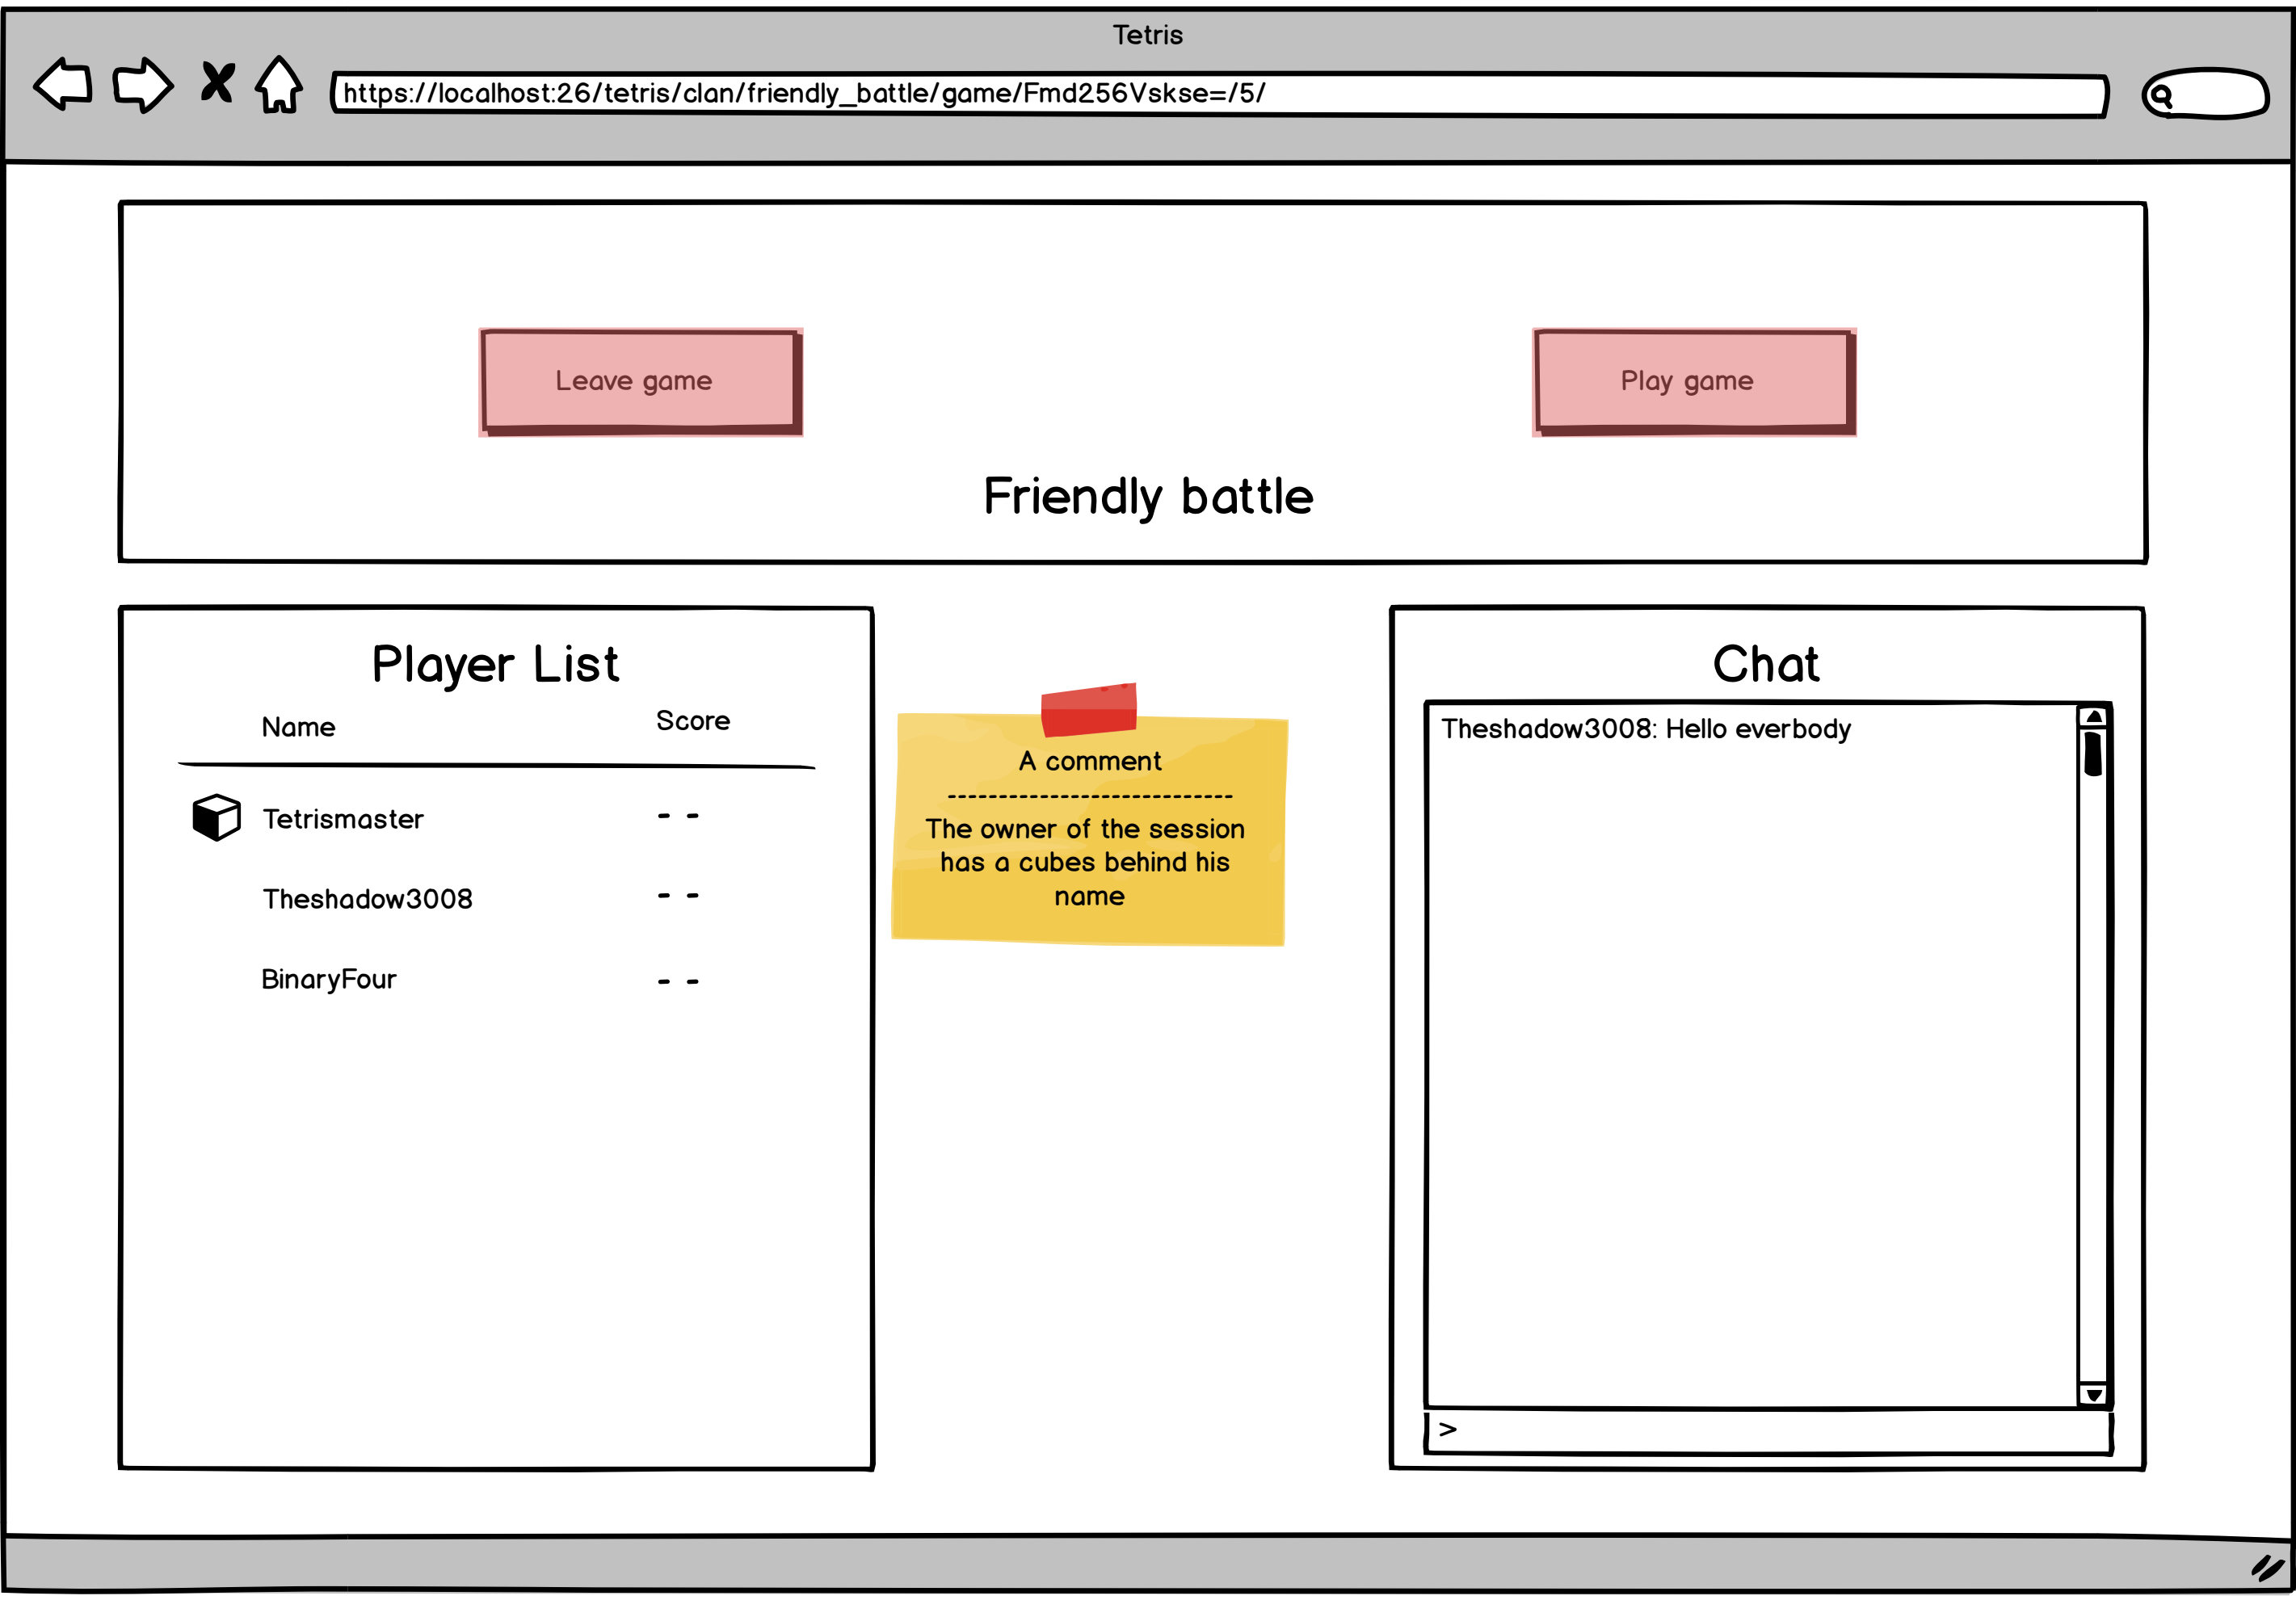 Tetris
https://localhost:26/tetris/clan/friendly_battle/game/Fmd256Vskse=/5/
Leave game
Play game
Friendly battle
Player List
Name
Score
Tetrismaster
- -
Theshadow3008
- -
BinaryFour
- -
A comment
----------------------------
The owner of the session
has a cubes behind his
name
Chat
Theshadow3008: Hello everbody
>